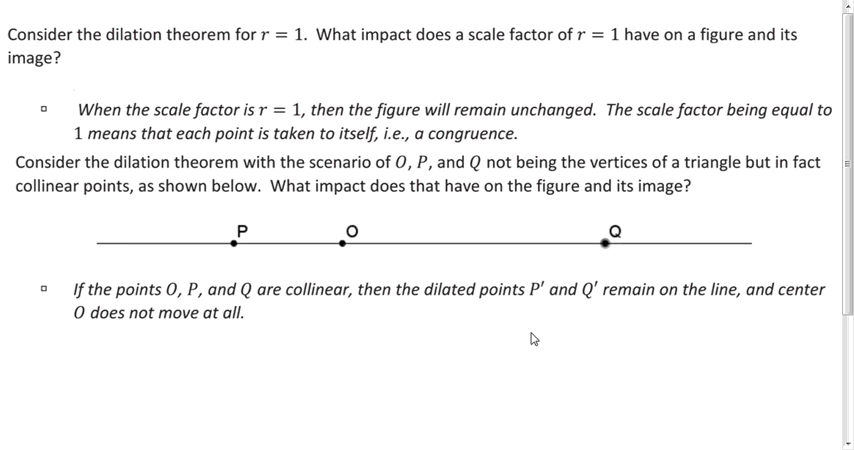 Consider the dilation theorem for r = 1. What impact does a scale factor of r = 1 have on a figure and its
image?
When the scale factor is r = 1, then the figure will remain unchanged. The scale factor being equal to
1 means that each point is taken to itself, i.e., a congruence.
Consider the dilation theorem with the scenario of O, P, and Q not being the vertices of a triangle but in fact
collinear points, as shown below. What impact does that have on the figure and its image?
P O Q
If the points O, P, and Q are collinear, then the dilated points P′ and Q′ remain on the line, and center
O does not move at all.